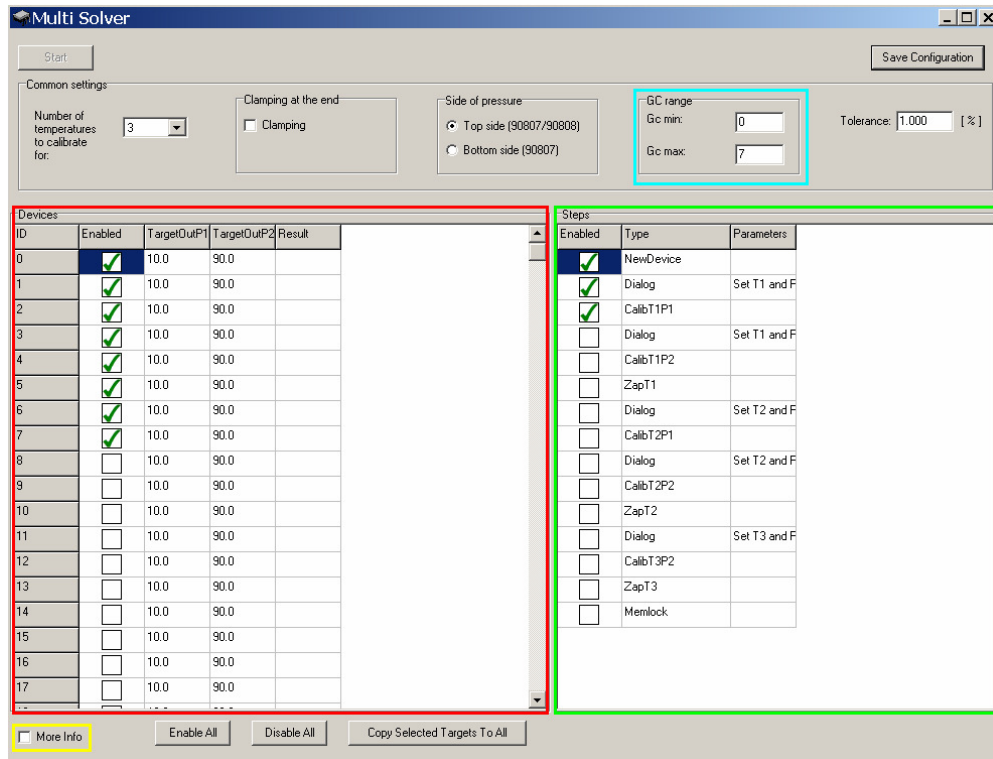 Multi Solver
Start
Save Configuration
Common settings
Number of
temperatures
to calibrate
for:
3
Clamping at the end
Clamping
Side of pressure
Top side (90807/90808)
Bottom side (90807)
GC range
Gc min: 0
Gc max: 7
Tolerance: 1.000 [ % ]
Devices
ID Enabled TargetOutP1 TargetOutP2 Result
0 10.0 90.0
1 10.0 90.0
2 10.0 90.0
3 10.0 90.0
4 10.0 90.0
5 10.0 90.0
6 10.0 90.0
7 10.0 90.0
8 10.0 90.0
9 10.0 90.0
10 10.0 90.0
11 10.0 90.0
12 10.0 90.0
13 10.0 90.0
14 10.0 90.0
15 10.0 90.0
16 10.0 90.0
17 10.0 90.0
Steps
Enabled Type Parameters
NewDevice
Dialog Set T1 and F
CalibT1P1
Dialog Set T1 and F
CalibT1P2
ZapT1
Dialog Set T2 and F
CalibT2P1
Dialog Set T2 and F
CalibT2P2
ZapT2
Dialog Set T3 and F
CalibT3P2
ZapT3
Memlock
More Info
Enable All
Disable All
Copy Selected Targets To All